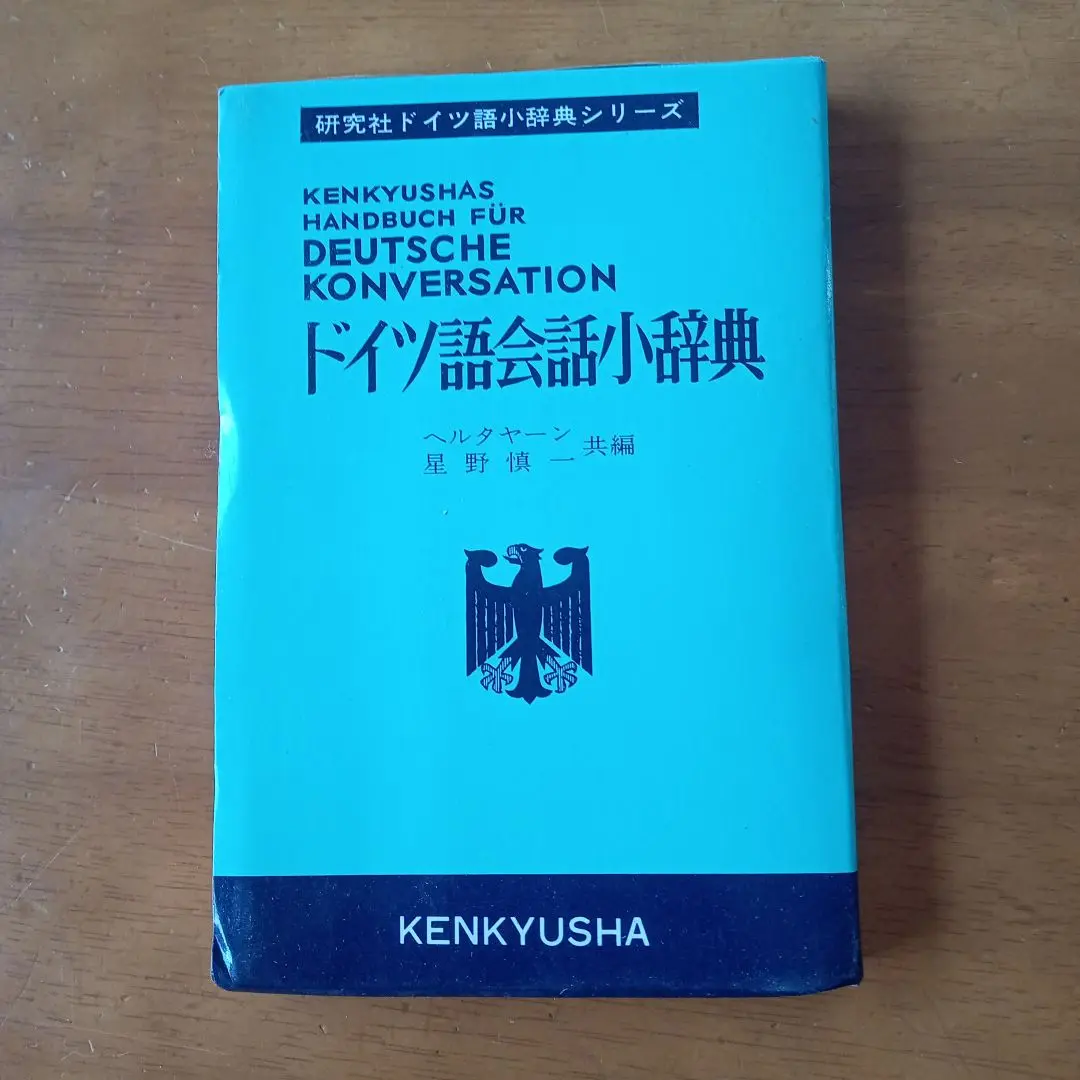 研究社ドイツ語小辞典シリーズ
KENKYUSHAS
HANDBUCH FÜR
DEUTSCHE
KONVERSATION
ドイツ語会話小辞典
ヘルタヤーン
星野慎一 共編
KENKYUSHA